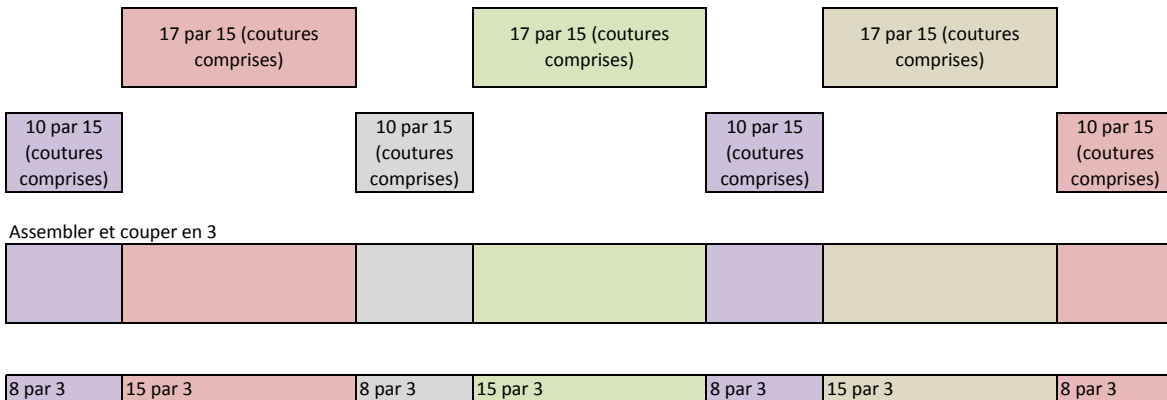 17 par 15 (coutures
comprises)
17 par 15 (coutures
comprises)
17 par 15 (coutures
comprises)
10 par 15
(coutures
comprises)
10 par 15
(coutures
comprises)
10 par 15
(coutures
comprises)
10 par 15
(coutures
comprises)
Assembler et couper en 3
8 par 3
15 par 3
8 par 3
15 par 3
8 par 3
15 par 3
8 par 3